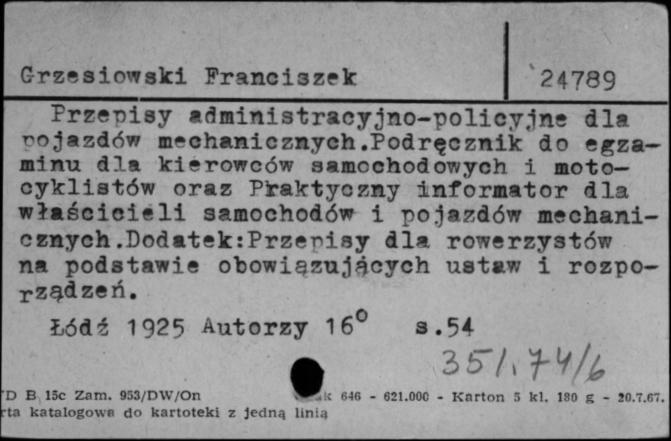 Grzesiowski Franciszek 24789
Przepisy administracyjno-policyjne dla
pojazdów mechanicznych.Podręcznik do egza-
minu dla kierowców samochodowych i moto-
cyklistów oraz Praktyczny informator dla
właścicieli samochodów i pojazdów mechani-
cznych.Dodatek:Przepisy dla rowerzystów
na podstawie obowiązujących ustaw i rozpo-
rządzeń.
Łódź 1925 Autorzy 16° s.54
351.74/6
D B 15c Zam. 953/DW/On 646 - 621.000 - Karton 5 kl. 180 g - 20.7.67.
rta katalogowa do kartoteki z jedną linią